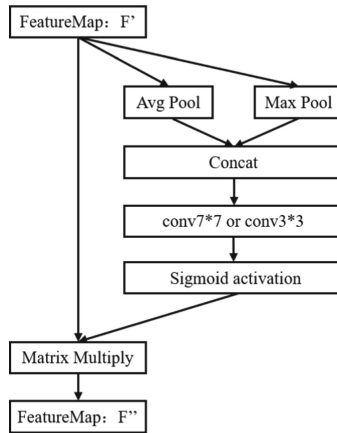 FeatureMap：F’
Avg Pool
Max Pool
Concat
conv7*7 or conv3*3
Sigmoid activation
Matrix Multiply
FeatureMap：F’’